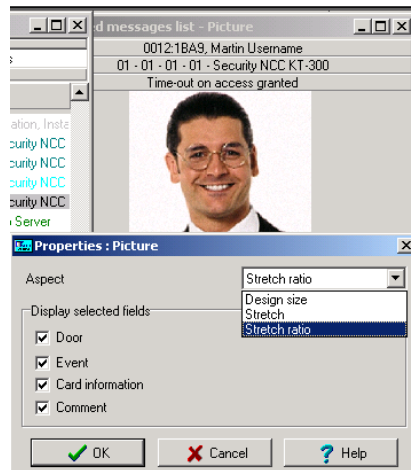 d messages list - Picture
s
0012:1BA9, Martin Username
01 - 01 - 01 - 01 - Security NCC KT-300
Time-out on access granted
ation, Insta
curity NCC
curity NCC
curity NCC
curity NCC
Server
Properties : Picture
Aspect
Stretch ratio
Design size
Stretch
Stretch ratio
Display selected fields
Door
Event
Card information
Comment
OK
Cancel
? Help